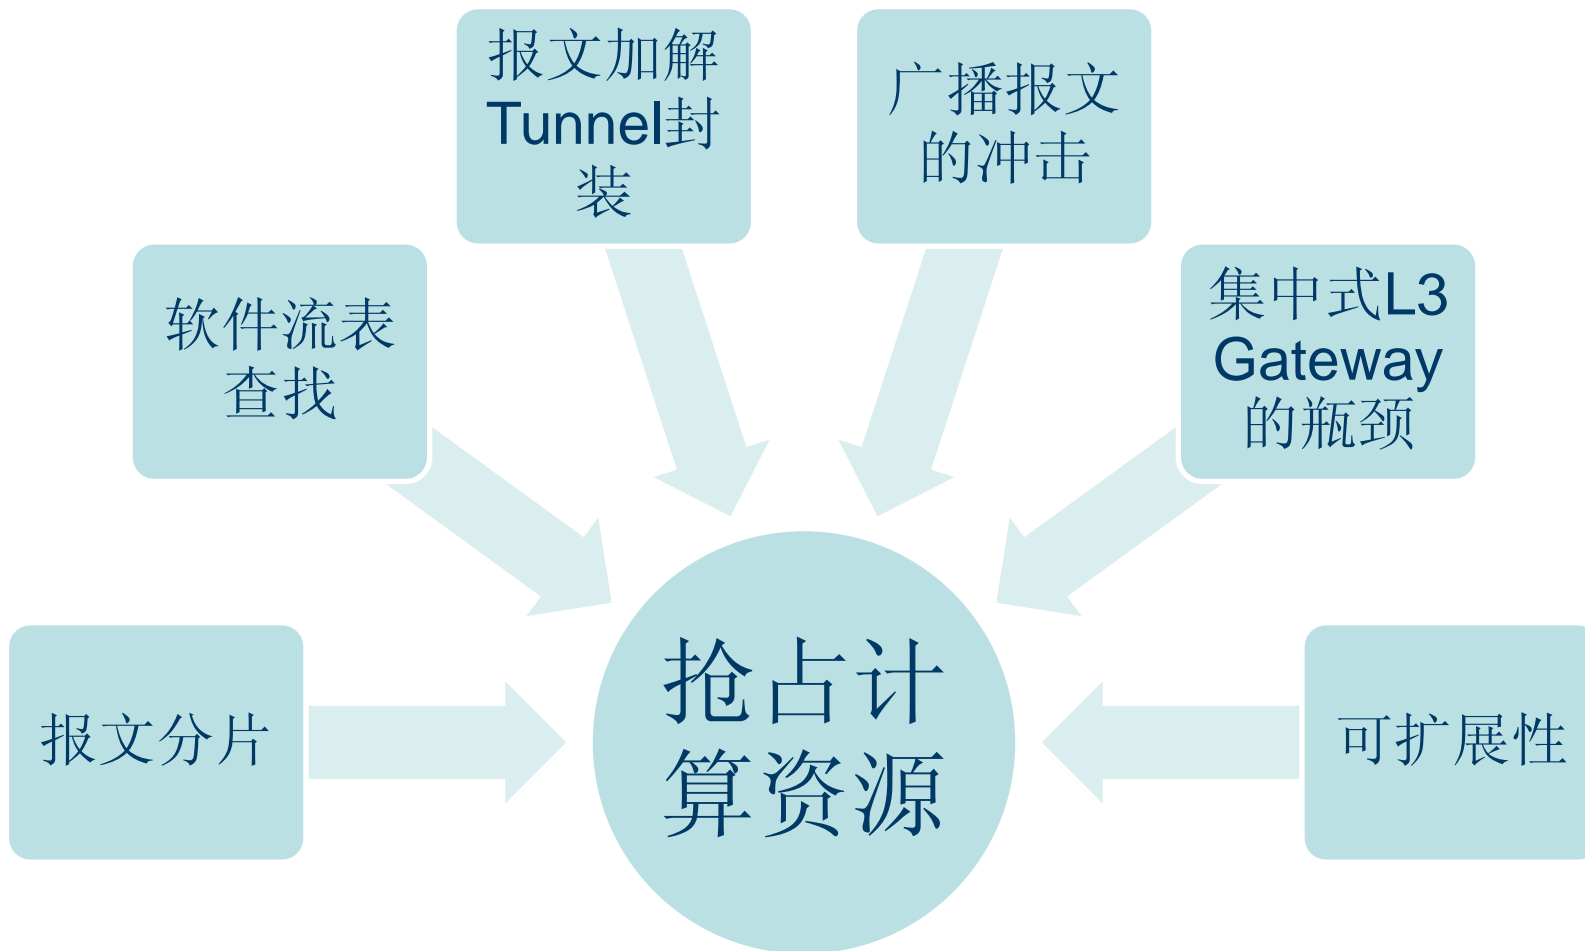 报文加解
Tunnel封
装
广播报文
的冲击
软件流表
查找
集中式L3
Gateway
的瓶颈
报文分片
抢占计
算资源
可扩展性